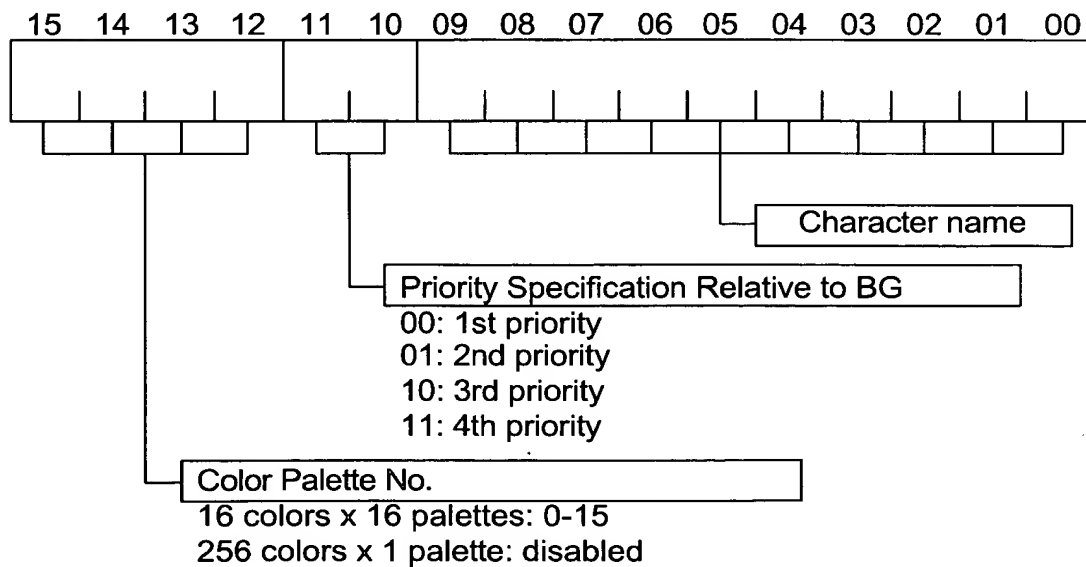 15 14 13 12 11 10 09 08 07 06 05 04 03 02 01 00
Character name
Priority Specification Relative to BG
00: 1st priority
01: 2nd priority
10: 3rd priority
11: 4th priority
Color Palette No.
16 colors x 16 palettes: 0-15
256 colors x 1 palette: disabled